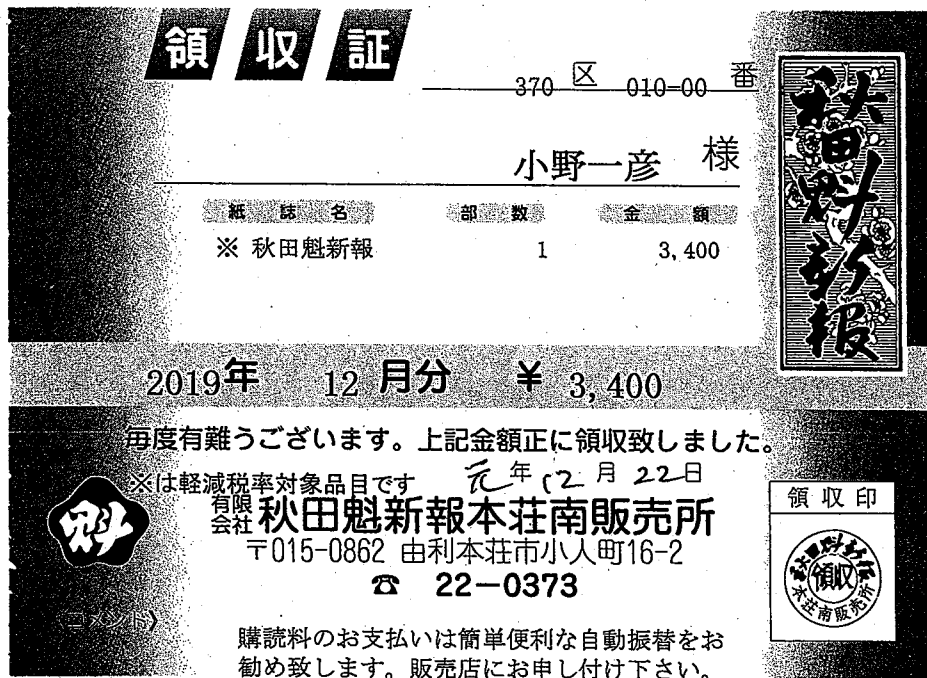 領収証
370 区 010-00 番
小野一彦 様
紙誌名 部数 金額
※ 秋田魁新報 1 3,400
秋田魁新報
2019年 12 月分 ¥ 3,400
毎度有難うございます。上記金額正に領収致しました。
※は軽減税率対象品目です 元年12月22日
有限会社 秋田魁新報本荘南販売所
〒015-0862 由利本荘市小人町16-2
☎ 22-0373
魁
領収印
秋田魁新報
領収
本荘南販売所
コメント〉
購読料のお支払いは簡単便利な自動振替をお
勧め致します。販売店にお申し付け下さい。